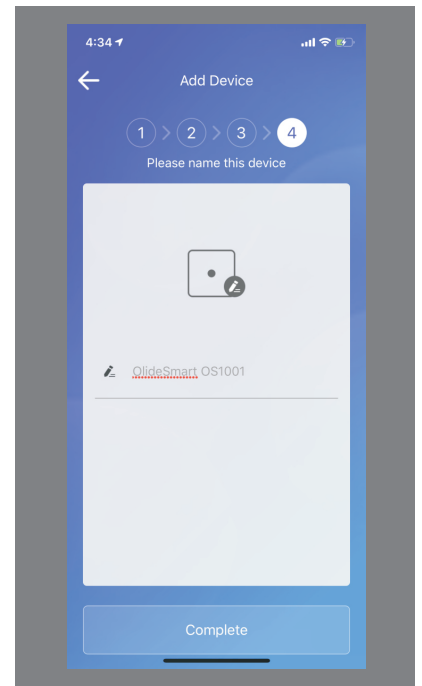 4:34
Add Device
1 > 2 > 3 > 4
Please name this device
OlideSmart OS1001
Complete